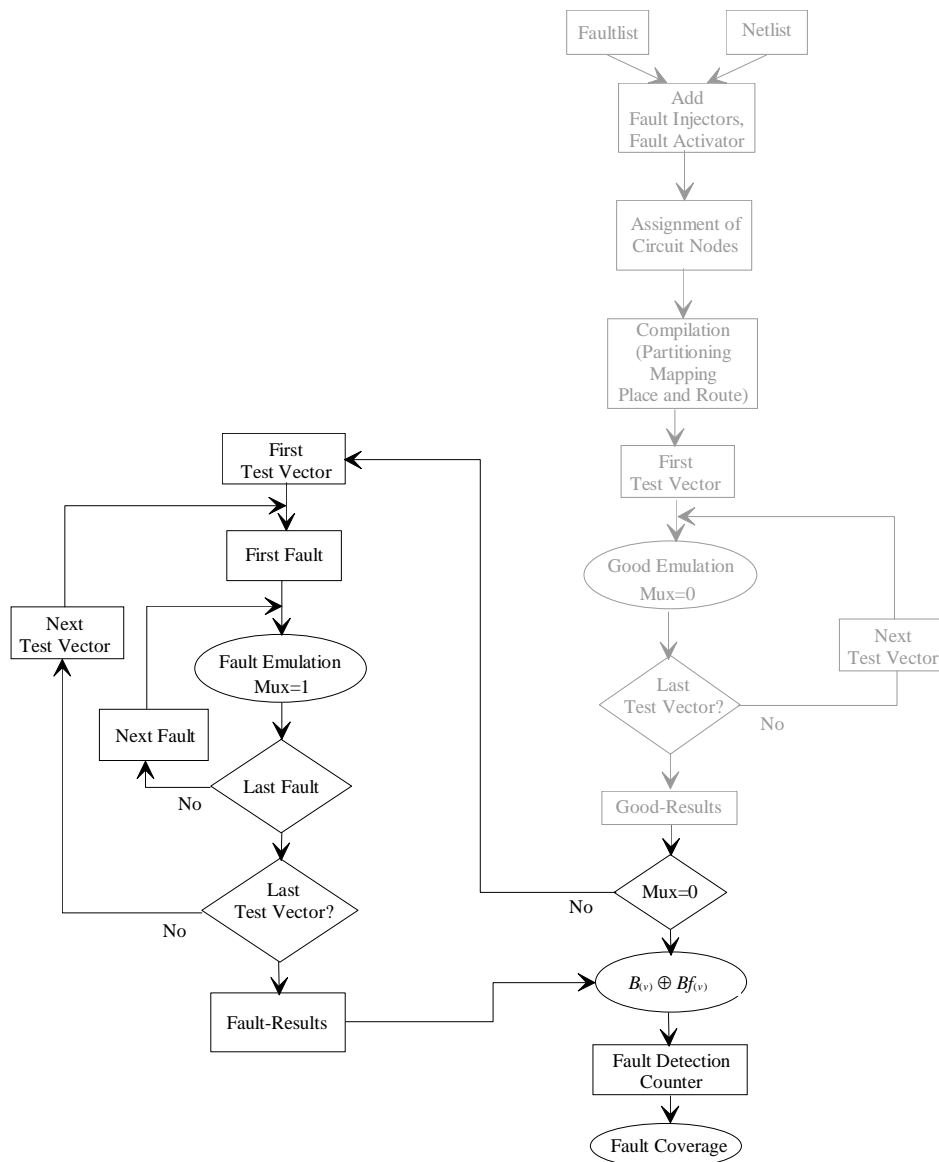 Faultlist
Netlist
Add
Fault Injectors,
Fault Activator
Assignment of
Circuit Nodes
Compilation
(Partitioning
Mapping
Place and Route)
First
Test Vector
Good Emulation
Mux=0
Next
Test Vector
Last
Test Vector?
No
Good-Results
Mux=0
No
First
Test Vector
First Fault
Next
Test Vector
Fault Emulation
Mux=1
Next Fault
Last Fault
No
Last
Test Vector?
No
Fault-Results
B(v) ⊕ Bf(v)
Fault Detection
Counter
Fault Coverage